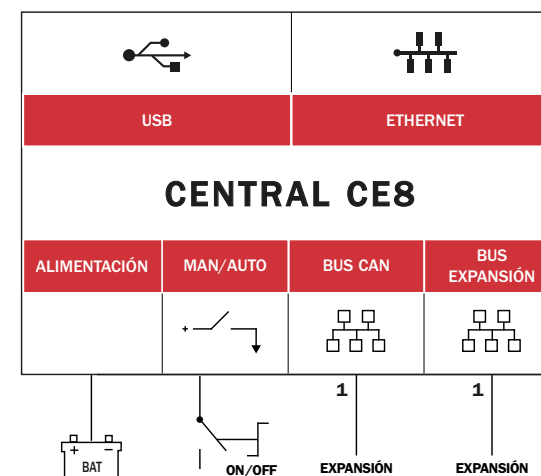 USB
ETHERNET
CENTRAL CE8
ALIMENTACIÓN
MAN/AUTO
BUS CAN
BUS
EXPANSIÓN
+
1
1
+ −
BAT
ON/OFF
EXPANSIÓN
EXPANSIÓN